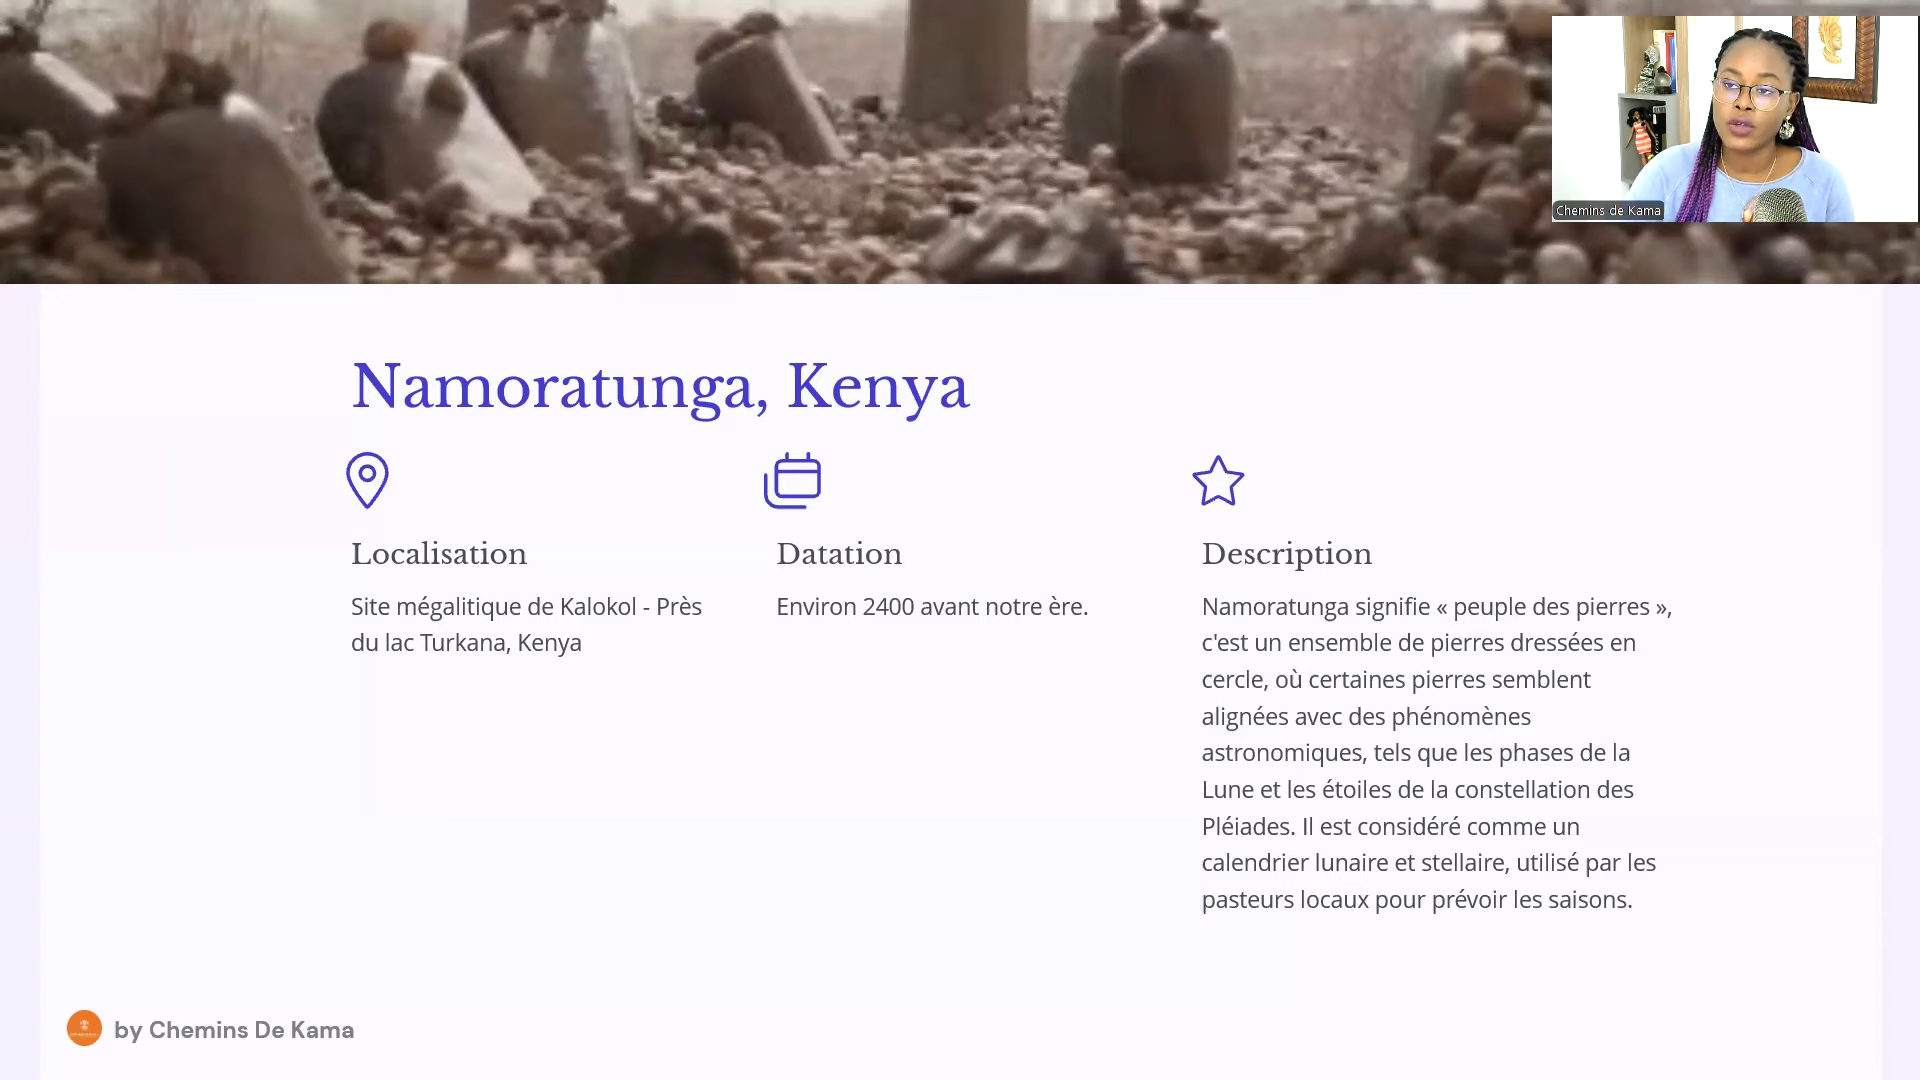 Chemins de Kama
Namoratunga, Kenya
Localisation
Site mégalitique de Kalokol - Près
du lac Turkana, Kenya
Datation
Environ 2400 avant notre ère.
Description
Namoratunga signifie « peuple des pierres »,
c'est un ensemble de pierres dressées en
cercle, où certaines pierres semblent
alignées avec des phénomènes
astronomiques, tels que les phases de la
Lune et les étoiles de la constellation des
Pléiades. Il est considéré comme un
calendrier lunaire et stellaire, utilisé par les
pasteurs locaux pour prévoir les saisons.
by Chemins De Kama